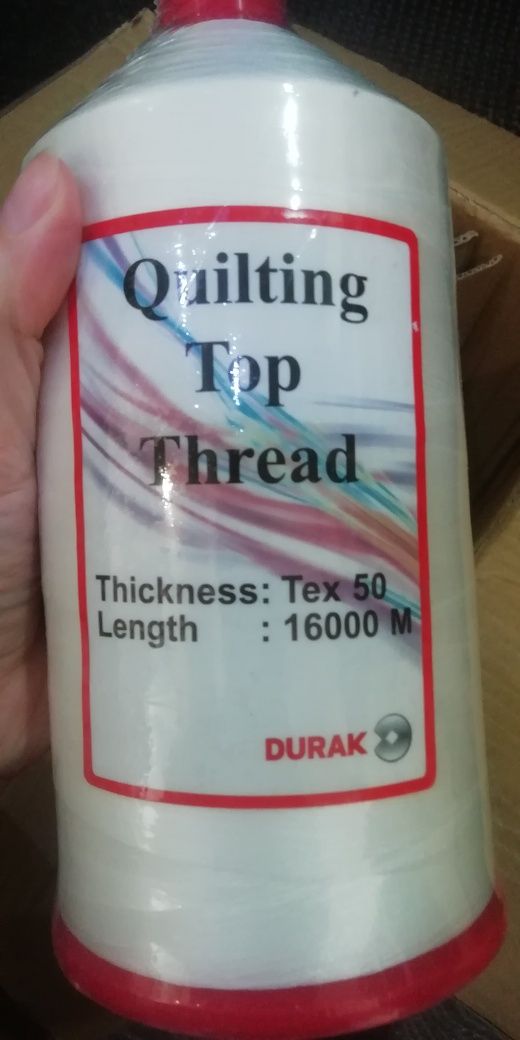 Quilting
Top
Thread
Thickness: Tex 50
Length : 16000 M
DURAK